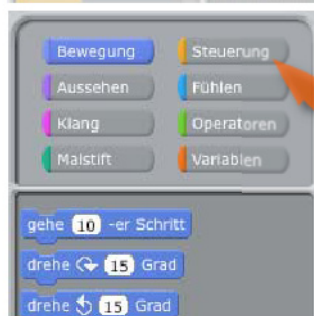 Bewegung Steuerung
Aussehen Fühlen
Klang Operatoren
Malstift Variablen
gehe 10 -er Schritt
drehe 15 Grad
drehe 15 Grad